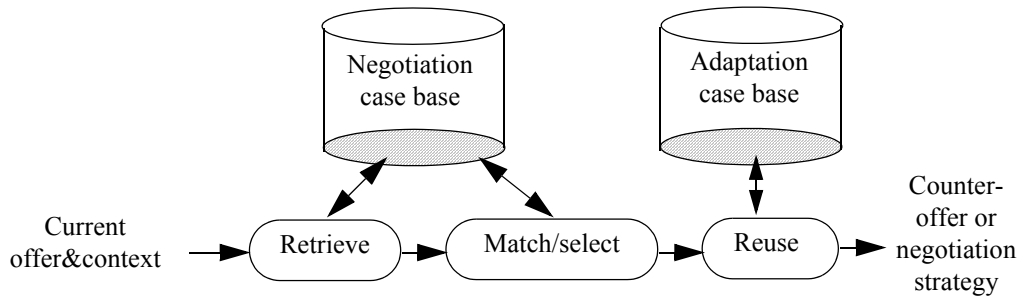 Negotiation
case base
Adaptation
case base
Current
offer&context
Retrieve
Match/select
Reuse
Counter-
offer or
negotiation
strategy